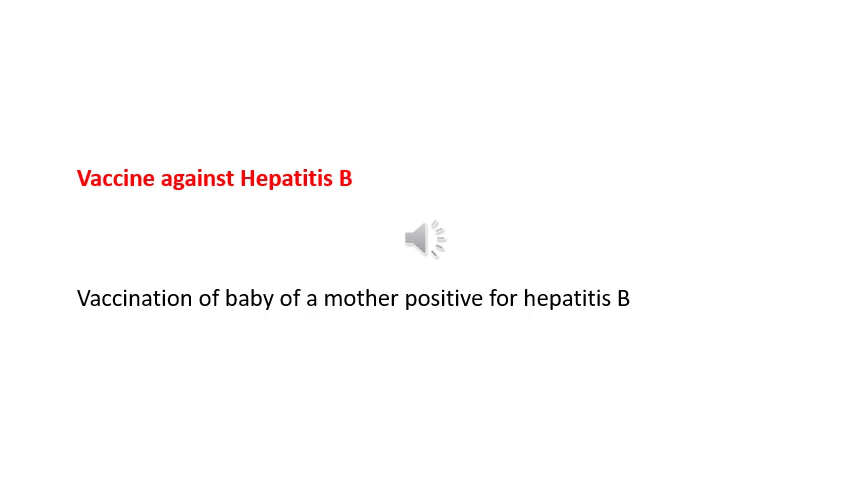 Vaccine against Hepatitis B
Vaccination of baby of a mother positive for hepatitis B